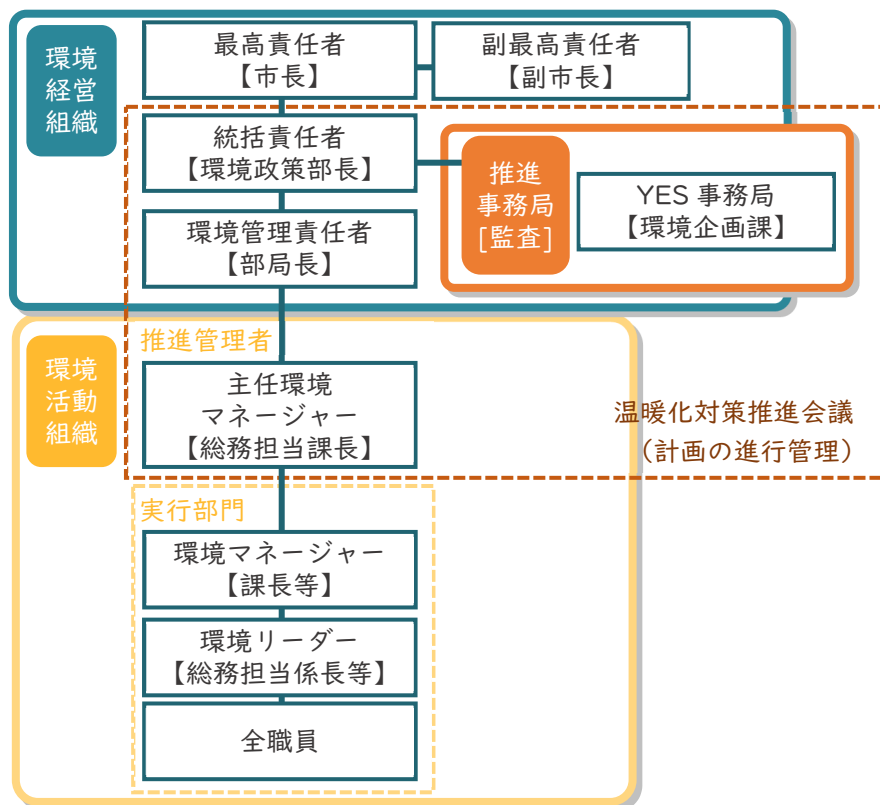 環境
経営
組織
最高責任者
【市長】
副最高責任者
【副市長】
統括責任者
【環境政策部長】
推進
事務局
[監査]
YES 事務局
【環境企画課】
環境管理責任者
【部局長】
環境
活動
組織
推進管理者
主任環境
マネージャー
【総務担当課長】
温暖化対策推進会議
（計画の進行管理）
実行部門
環境マネージャー
【課長等】
環境リーダー
【総務担当係長等】
全職員